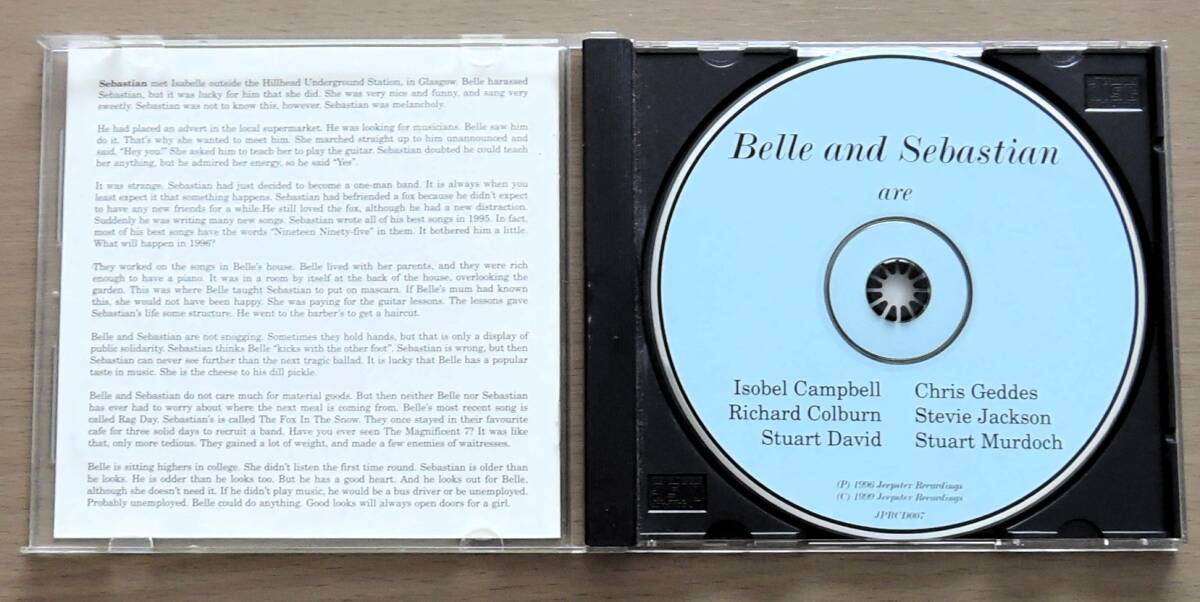 Sebastian met Isabelle outside the Hillhead Underground Station, in Glasgow. Belle harassed
Sebastian, but it was lucky for him that she did. She was very nice and funny, and sang very
sweetly. Sebastian was not to know this, however. Sebastian was melancholy.
He had placed an advert in the local supermarket. He was looking for musicians. Belle saw him
do it. That's why she wanted to meet him. She marched straight up to him unannounced and
said, "Hey you!" She asked him to teach her to play the guitar. Sebastian doubted he could teach
her anything, but he admired her energy, so he said "Yes".
It was strange. Sebastian had just decided to become a one-man band. It is always when you
least expect it that something happens. Sebastian had befriended a fox because he didn't expect
to have any new friends for a while.He still loved the fox, although he had a new distraction.
Suddenly he was writing many new songs. Sebastian wrote all of his best songs in 1995. In fact,
most of his best songs have the words "Nineteen Ninety-five" in them. It bothered him a little.
What will happen in 1996?
They worked on the songs in Belle's house. Belle lived with her parents, and they were rich
enough to have a piano. It was in a room by itself at the back of the house, overlooking the
garden. This was where Belle taught Sebastian to put on mascara. If Belle's mum had known
this, she would not have been happy. She was paying for the guitar lessons. The lessons gave
Sebastian's life some structure. He went to the barber's to get a haircut.
Belle and Sebastian are not snogging. Sometimes they hold hands, but that is only a display of
public solidarity. Sebastian thinks Belle "kicks with the other foot". Sebastian is wrong, but then
Sebastian can never see further than the next tragic ballad. It is lucky that Belle has a popular
taste in music. She is the cheese to his dill pickle.
Belle and Sebastian do not care much for material goods. But then neither Belle nor Sebastian
has ever had to worry about where the next meal is coming from. Belle's most recent song is
called Rag Day. Sebastian's is called The Fox In The Snow. They once stayed in their favourite
cafe for three solid days to recruit a band. Have you ever seen The Magnificent 7? It was like
that, only more tedious. They gained a lot of weight, and made a few enemies of waitresses.
Belle is sitting highers in college. She didn't listen the first time round. Sebastian is older than
he looks. He is odder than he looks too. But he has a good heart. And he looks out for Belle,
although she doesn't need it. If he didn't play music, he would be a bus driver or be unemployed.
Probably unemployed. Belle could do anything. Good looks will always open doors for a girl.
Belle and Sebastian
are
Isobel Campbell
Richard Colburn
Stuart David
Chris Geddes
Stevie Jackson
Stuart Murdoch
(P) 1996 Jeepster Recordings
(C) 1999 Jeepster Recordings
JPRCD007